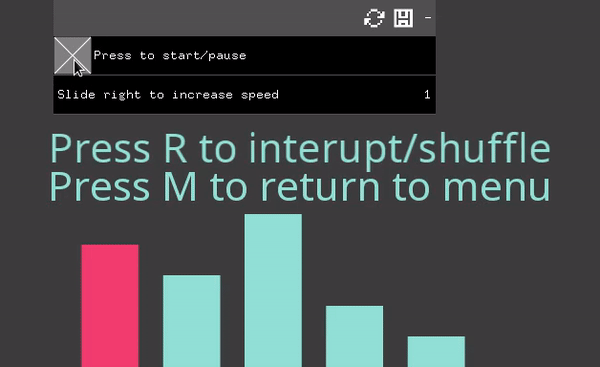 Press to start/pause
Slide right to increase speed 1
Press R to interupt/shuffle
Press M to return to menu